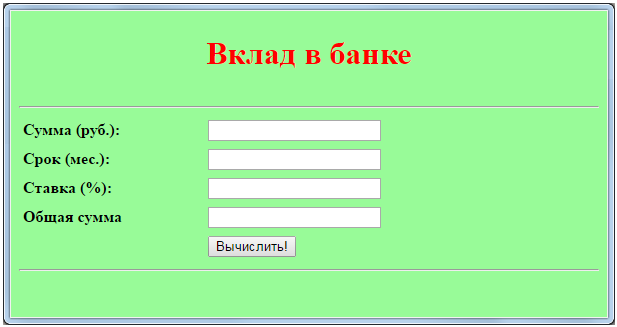 Вклад в банке
Сумма (руб.):
Срок (мес.):
Ставка (%):
Общая сумма
Вычислить!